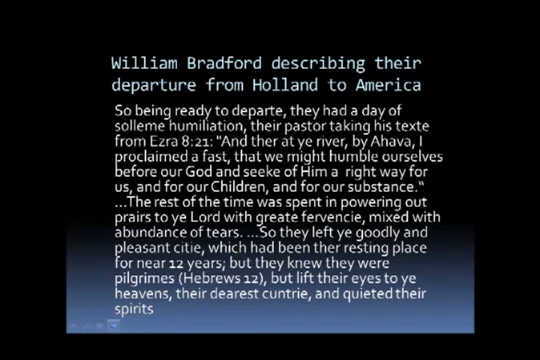 William Bradford describing their
departure from Holland to America
So being ready to departe, they had a day of
solleme humiliation, their pastor taking his texte
from Ezra 8:21: "And ther at ye river, by Ahava, I
proclaimed a fast, that we might humble ourselves
before our God and seeke of Him a right way for
us, and for our Children, and for our substance."
...The rest of the time was spent in powering out
prairs to ye Lord with greate fervencie, mixed with
abundance of tears. ...So they left ye goodly and
pleasant citie, which had been ther resting place
for near 12 years; but they knew they were
pilgrimes (Hebrews 12), but lift their eyes to ye
heavens, their dearest cuntrie, and quieted their
spirits